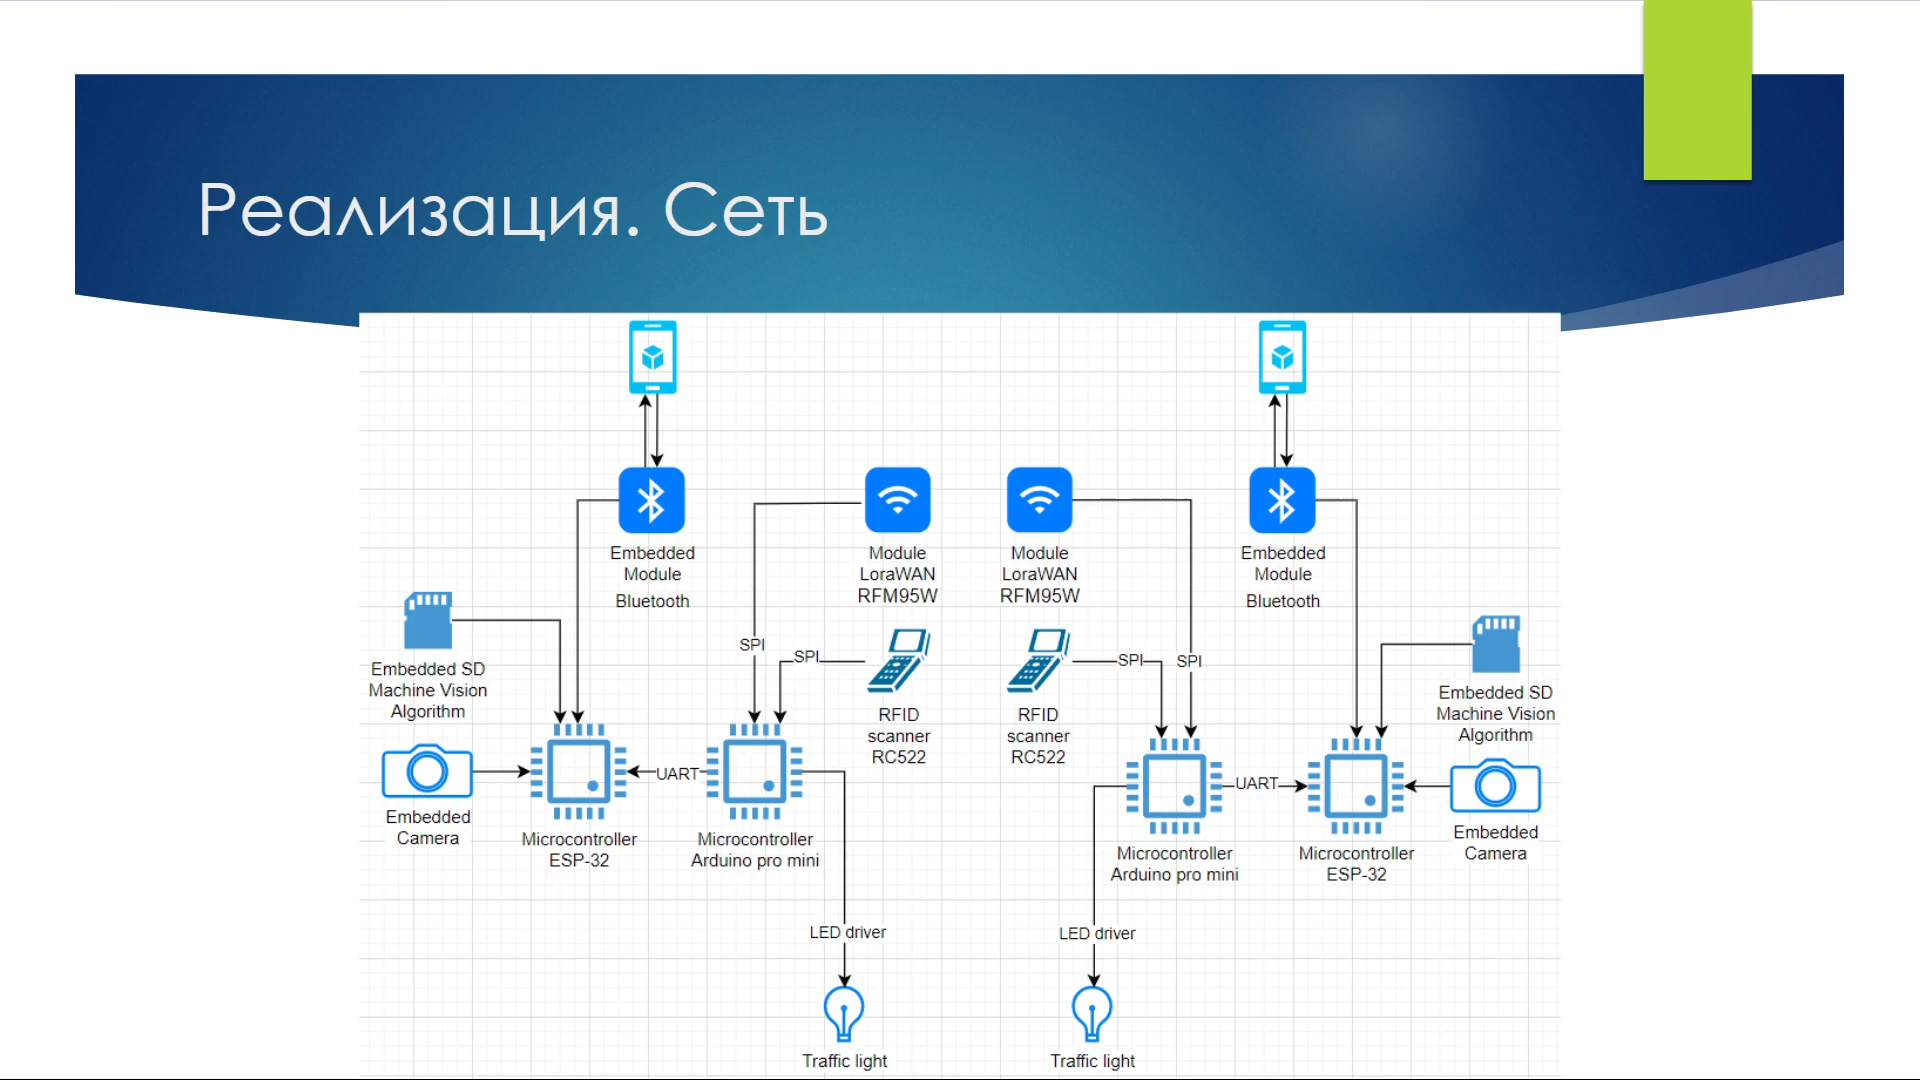 Реализация. Сеть
Embedded
Module
Bluetooth
Module
LoraWAN
RFM95W
Module
LoraWAN
RFM95W
Embedded
Module
Bluetooth
SPI
SPI
SPI
SPI
Embedded SD
Machine Vision
Algorithm
RFID
scanner
RC522
RFID
scanner
RC522
Embedded SD
Machine Vision
Algorithm
UART
UART
Embedded
Camera
Microcontroller
ESP-32
Microcontroller
Arduino pro mini
Microcontroller
Arduino pro mini
Microcontroller
ESP-32
Embedded
Camera
LED driver
LED driver
Traffic light
Traffic light